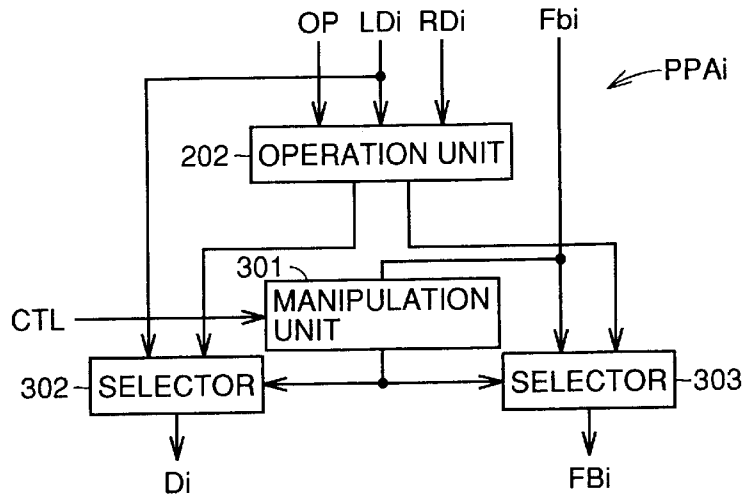 OP LDi RDi Fbi
PPAi
202 OPERATION UNIT
301
MANIPULATION
UNIT
CTL
302 SELECTOR SELECTOR 303
Di FBi